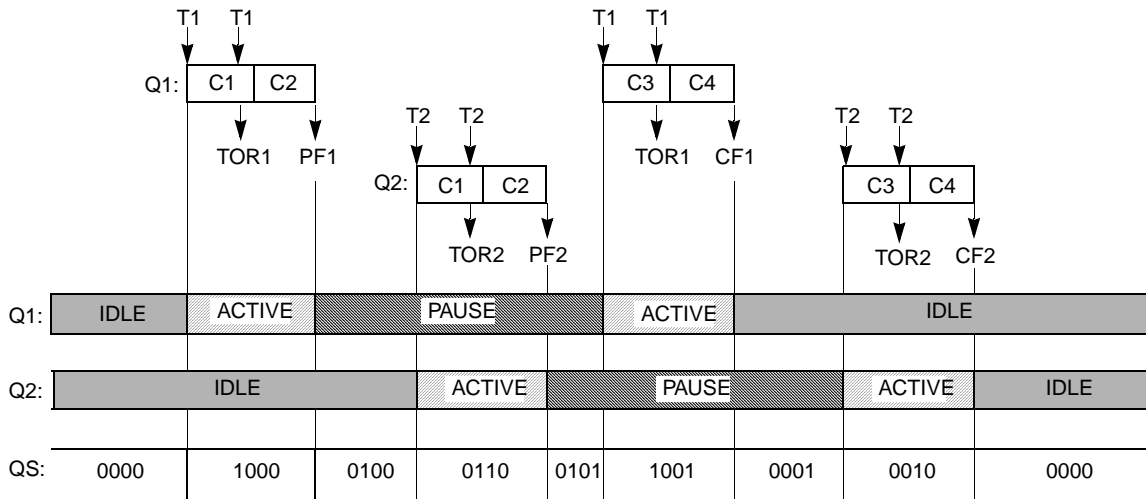 T1 T1 T1 T1
Q1: C1 C2 C3 C4
T2 T2 T2 T2
TOR1 PF1 TOR1 CF1
Q2: C1 C2 C3 C4
TOR2 PF2 TOR2 CF2
Q1: IDLE ACTIVE PAUSE ACTIVE IDLE
Q2: IDLE ACTIVE PAUSE ACTIVE IDLE
QS: 0000 1000 0100 0110 0101 1001 0001 0010 0000